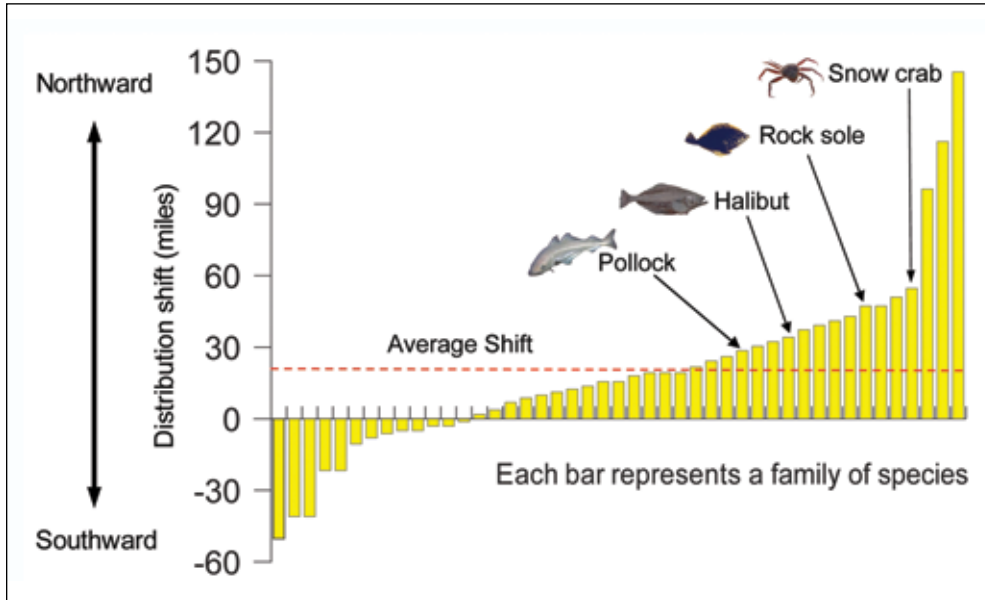 Northward
Southward
Distribution shift (miles)
150
120
90
60
30
0
-30
-60
Average Shift
Pollock
Halibut
Rock sole
Snow crab
Each bar represents a family of species